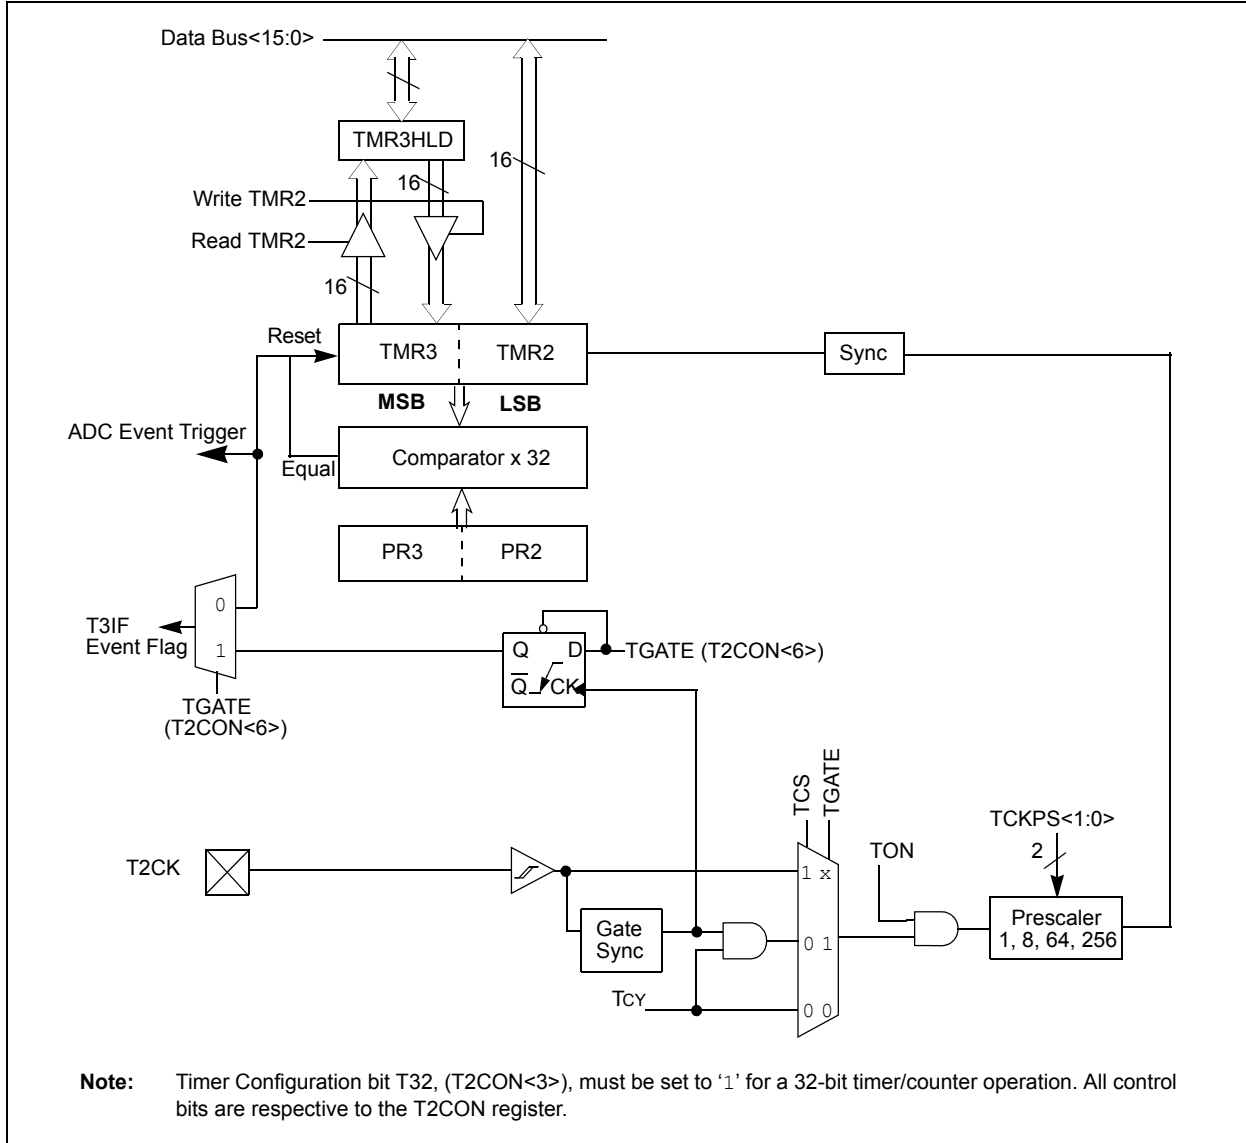 Data Bus<15:0>
TMR3HLD
16
16
Write TMR2
Read TMR2
16
Reset
TMR3
TMR2
Sync
MSB
LSB
ADC Event Trigger
Equal
Comparator x 32
PR3
PR2
0
T3IF
Event Flag
1
Q
D
TGATE (T2CON<6>)
Q
CK
TGATE
(T2CON<6>)
TCS
TGATE
TCKPS<1:0>
2
TON
T2CK
1 x
Gate
Sync
0 1
Prescaler
1, 8, 64, 256
TCY
0 0
Note: Timer Configuration bit T32, (T2CON<3>), must be set to ‘1’ for a 32-bit timer/counter operation. All control
bits are respective to the T2CON register.